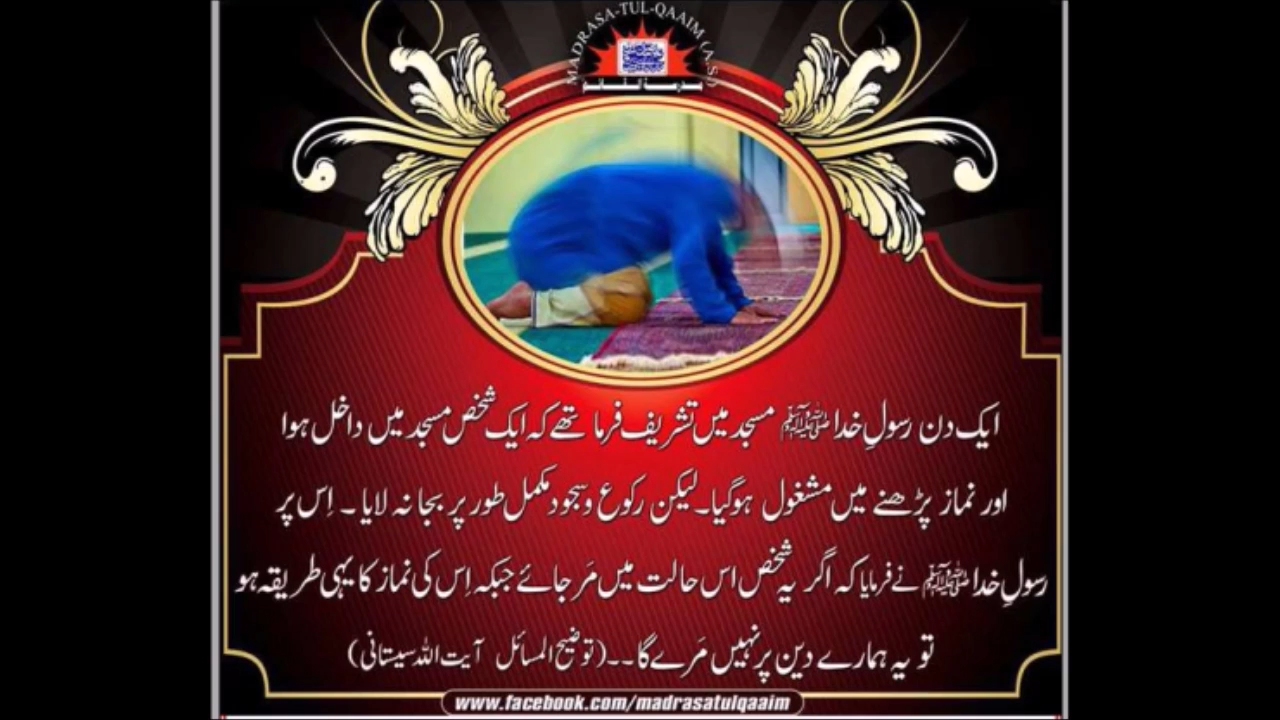 MADRASA-TUL-QAAIM (A.S)
ایک دن رسولِ خدا ﷺ مسجد میں تشریف فرما تھے کہ ایک شخص مسجد میں داخل ہوا
اور نماز پڑھنے میں مشغول ہوگیا۔ لیکن رکوع و سجود مکمل طور پر بجا نہ لایا ۔ اِس پر
رسولِ خدا ﷺ نے فرمایا کہ اگر یہ شخص اس حالت میں مَر جائے جبکہ اِس کی نماز کا یہی طریقہ ہو
تو یہ ہمارے دین پر نہیں مَرے گا ۔۔ (توضیح المسائل آیت اللہ سیستانی)
www.facebook.com/madrasatulqaaim